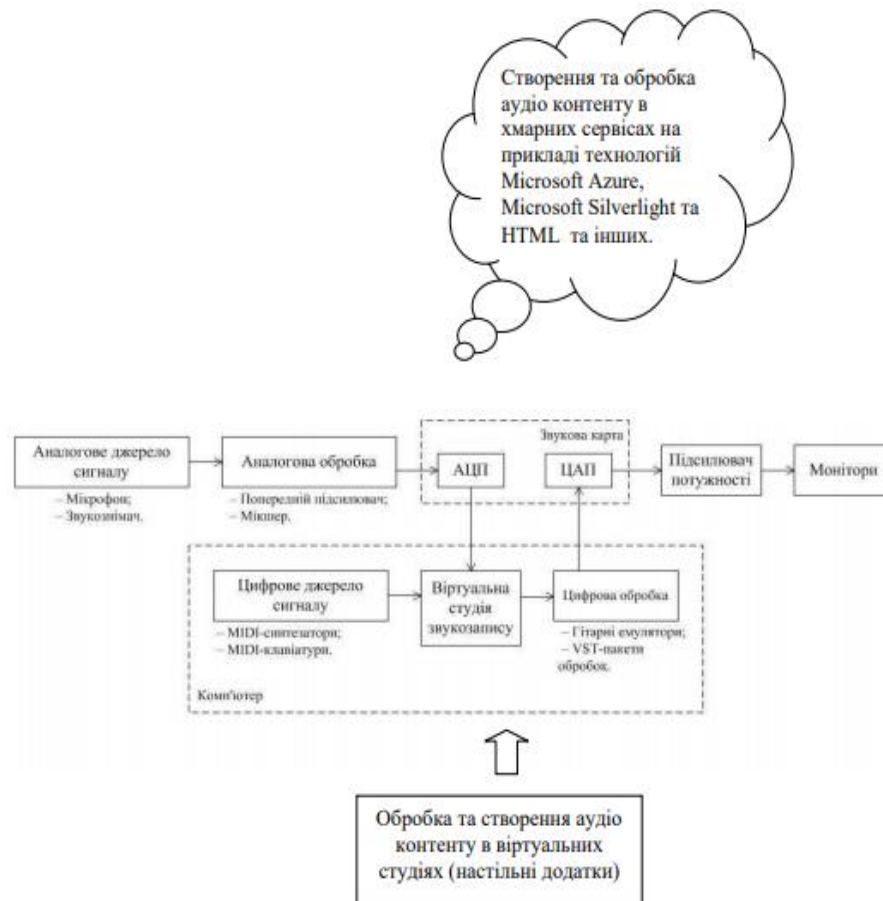 Створення та обробка
аудіо контенту в
хмарних сервісах на
прикладі технологій
Microsoft Azure,
Microsoft Silverlight та
HTML та інших.
Аналогове джерело
сигналу
– Мікрофон;
– Звукознімач.
Аналогова обробка
– Попередній підсилювач;
– Мікшер.
Звукова карта
АЦП
ЦАП
Підсилювач
потужності
Монітори
Цифрове джерело
сигналу
– MIDI-синтезатори;
– MIDI-клавіатури.
Віртуальна
студія
звукозапису
Цифрова обробка
– Гітарні емулятори;
– VST-пакети
обробок.
Комп'ютер
Обробка та створення аудіо
контенту в віртуальних
студіях (настільні додатки)